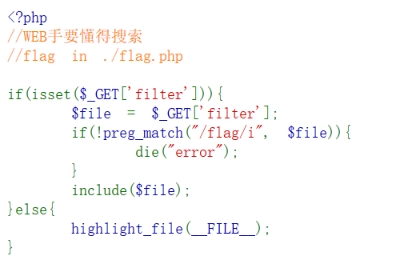 <?php
//WEB手要懂得搜索
//flag in ./flag.php
if(isset($_GET['filter'])){
$file = $_GET['filter'];
if(!preg_match("/flag/i", $file)){
die("error");
}
include($file);
}else{
highlight_file(__FILE__);
}